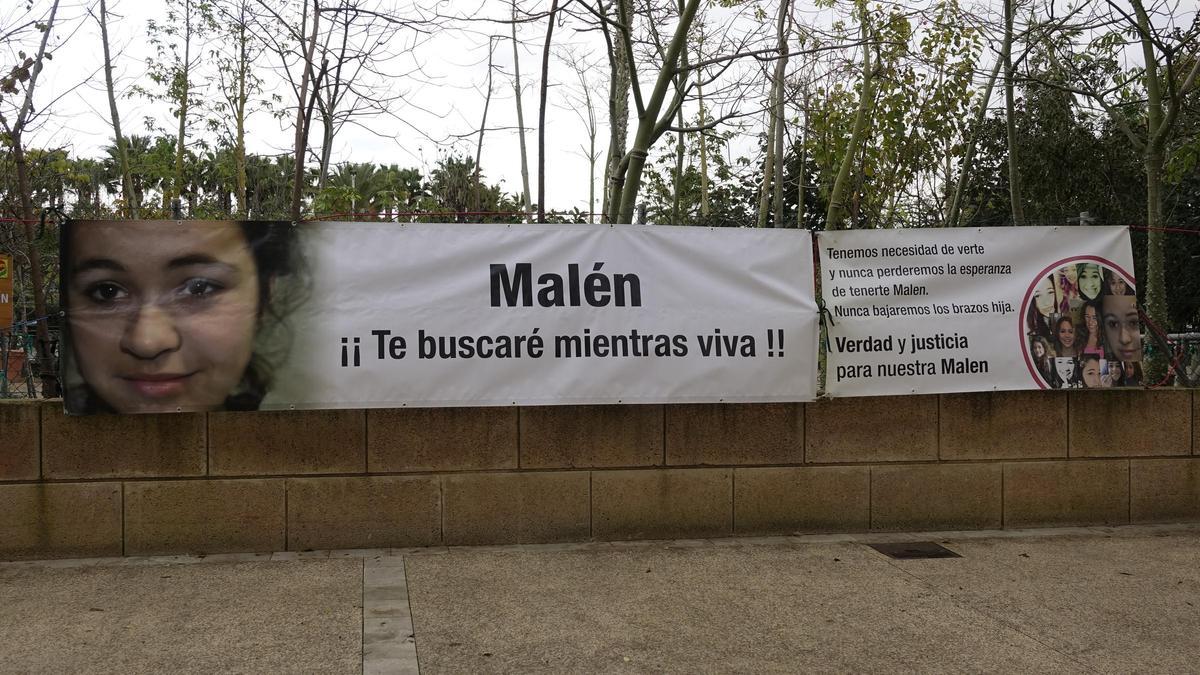 Malén
¡¡ Te buscaré mientras viva !!
Tenemos necesidad de verte
y nunca perderemos la esperanza
de tenerte Malen.
Nunca bajaremos los brazos hija.
Verdad y justicia
para nuestra Malen